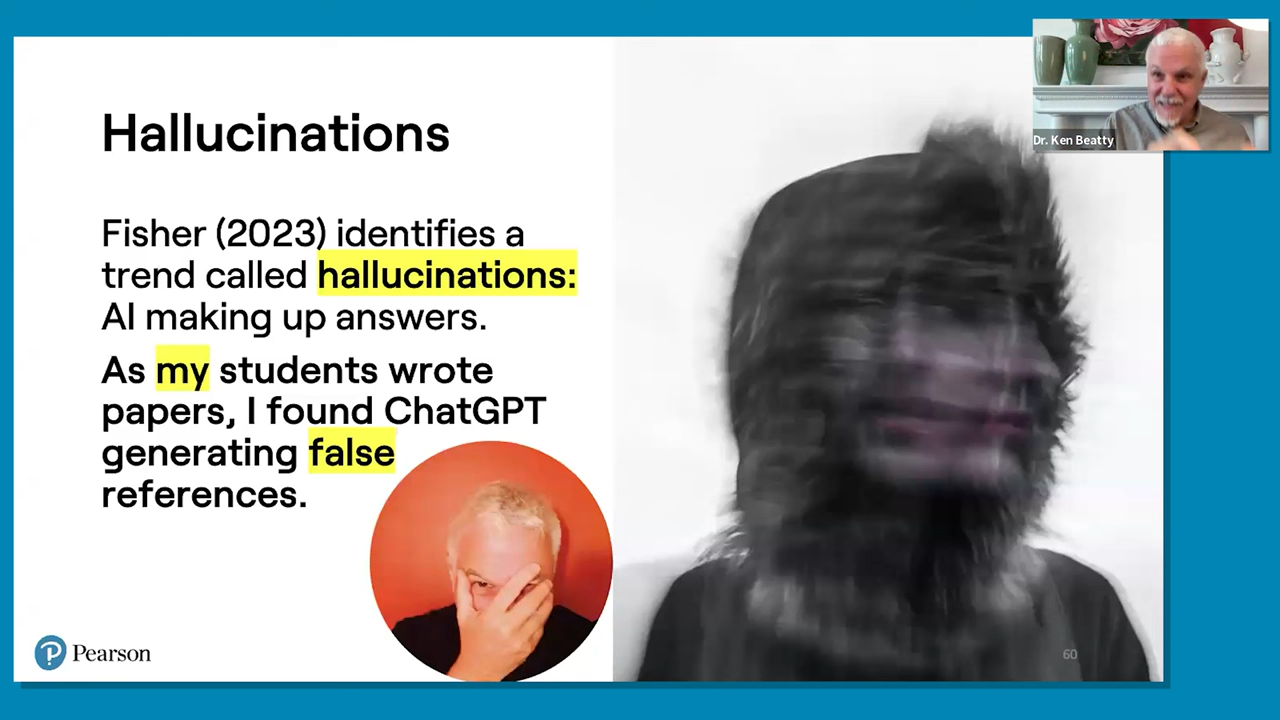 Dr. Ken Beatty
Hallucinations
Fisher (2023) identifies a
trend called hallucinations:
AI making up answers.
As my students wrote
papers, I found ChatGPT
generating false
references.
P Pearson
60